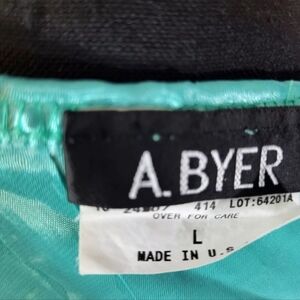 A.BYER
414 LOT:64201A
OVER FOR CARE
L
MADE IN U.S.